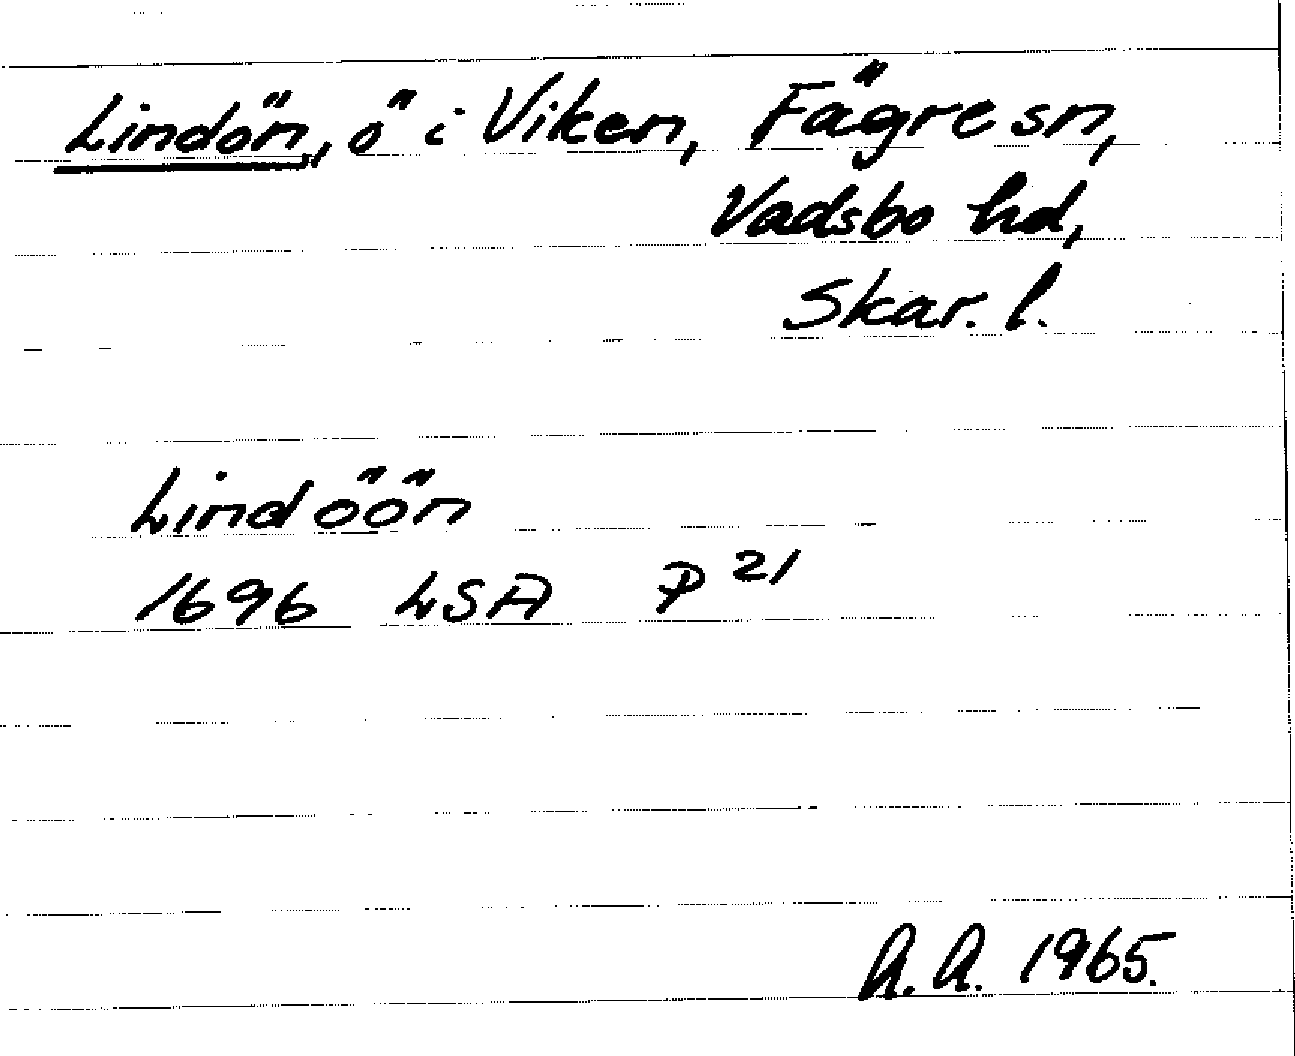 Lindön, ö i Viken, Fägre sn,
Vadsbo hd,
Skar. l.
Lindöön
1696 LSA P 21
A.A. 1965.